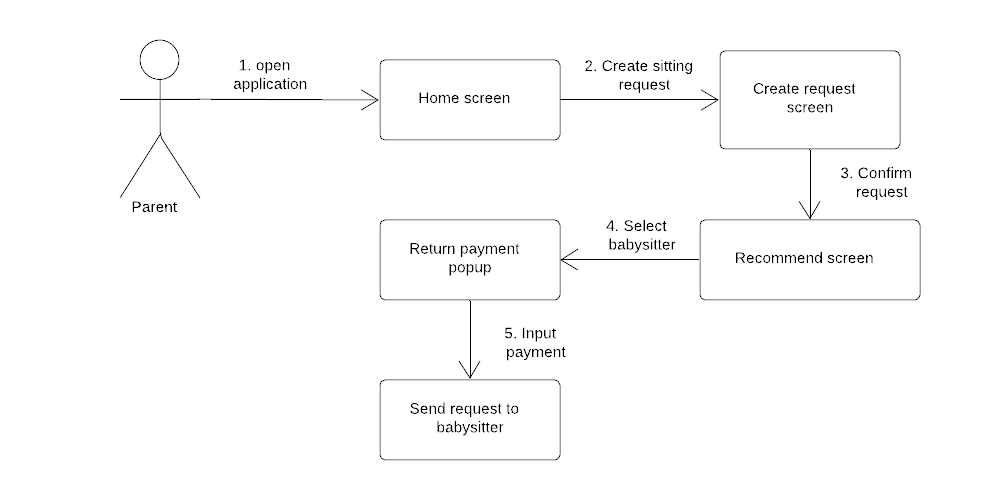 1. open
application
Home screen
2. Create sitting
request
Create request
screen
3. Confirm
request
Parent
Return payment
popup
4. Select
babysitter
Recommend screen
5. Input
payment
Send request to
babysitter